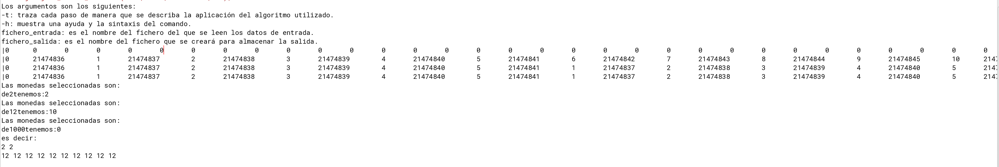 Los argumentos son los siguientes:
-t: traza cada paso de manera que se describa la aplicación del algoritmo utilizado.
-h: muestra una ayuda y la sintaxis del comando.
fichero_entrada: es el nombre del fichero del que se leen los datos de entrada.
fichero_salida: es el nombre del fichero que se creará para almacenar la salida.
|0 0 0 0 0 0 0 0 0 0 0 0 0 0 0 0 0 0 0 0 0 0 0 0 0 0 0 0 0 0 0 0
|0 21474836 1 21474837 2 21474838 3 21474839 4 21474840 5 21474841 6 21474842 7 21474843 8 21474844 9 21474845 10 2147
|0 21474836 1 21474837 2 21474838 3 21474839 4 21474840 5 21474841 1 21474837 2 21474838 3 21474839 4 21474840 5 2147
|0 21474836 1 21474837 2 21474838 3 21474839 4 21474840 5 21474841 1 21474837 2 21474838 3 21474839 4 21474840 5 2147
Las monedas seleccionadas son:
de2tenemos:2
Las monedas seleccionadas son:
de12tenemos:10
Las monedas seleccionadas son:
de1000tenemos:0
es decir:
2 2
12 12 12 12 12 12 12 12 12 12